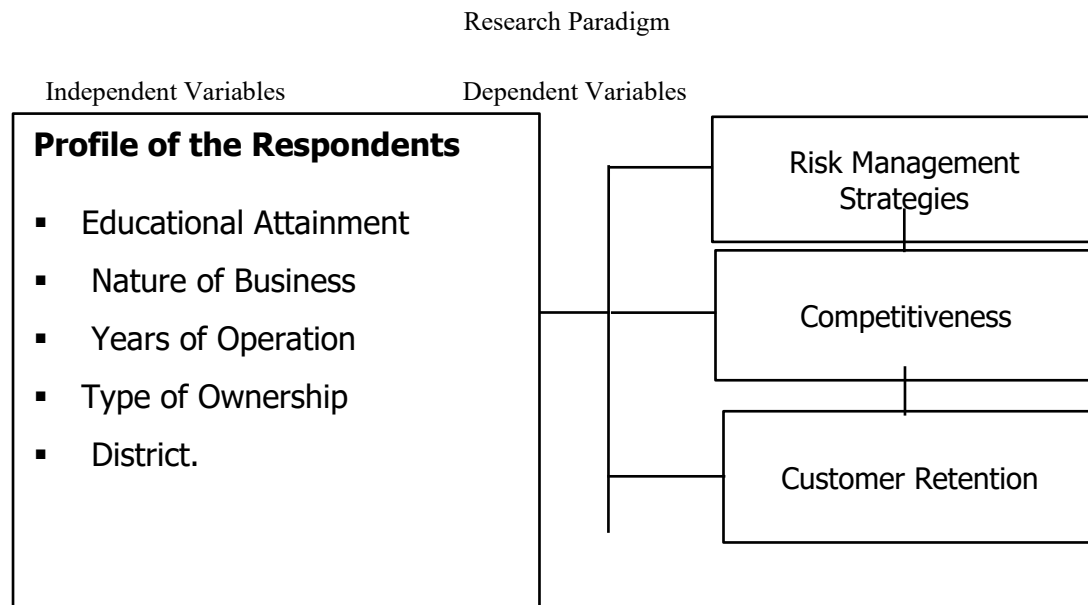 Research Paradigm
Independent Variables
Dependent Variables
Profile of the Respondents
▪ Educational Attainment
▪ Nature of Business
▪ Years of Operation
▪ Type of Ownership
▪ District.
Risk Management
Strategies
Competitiveness
Customer Retention